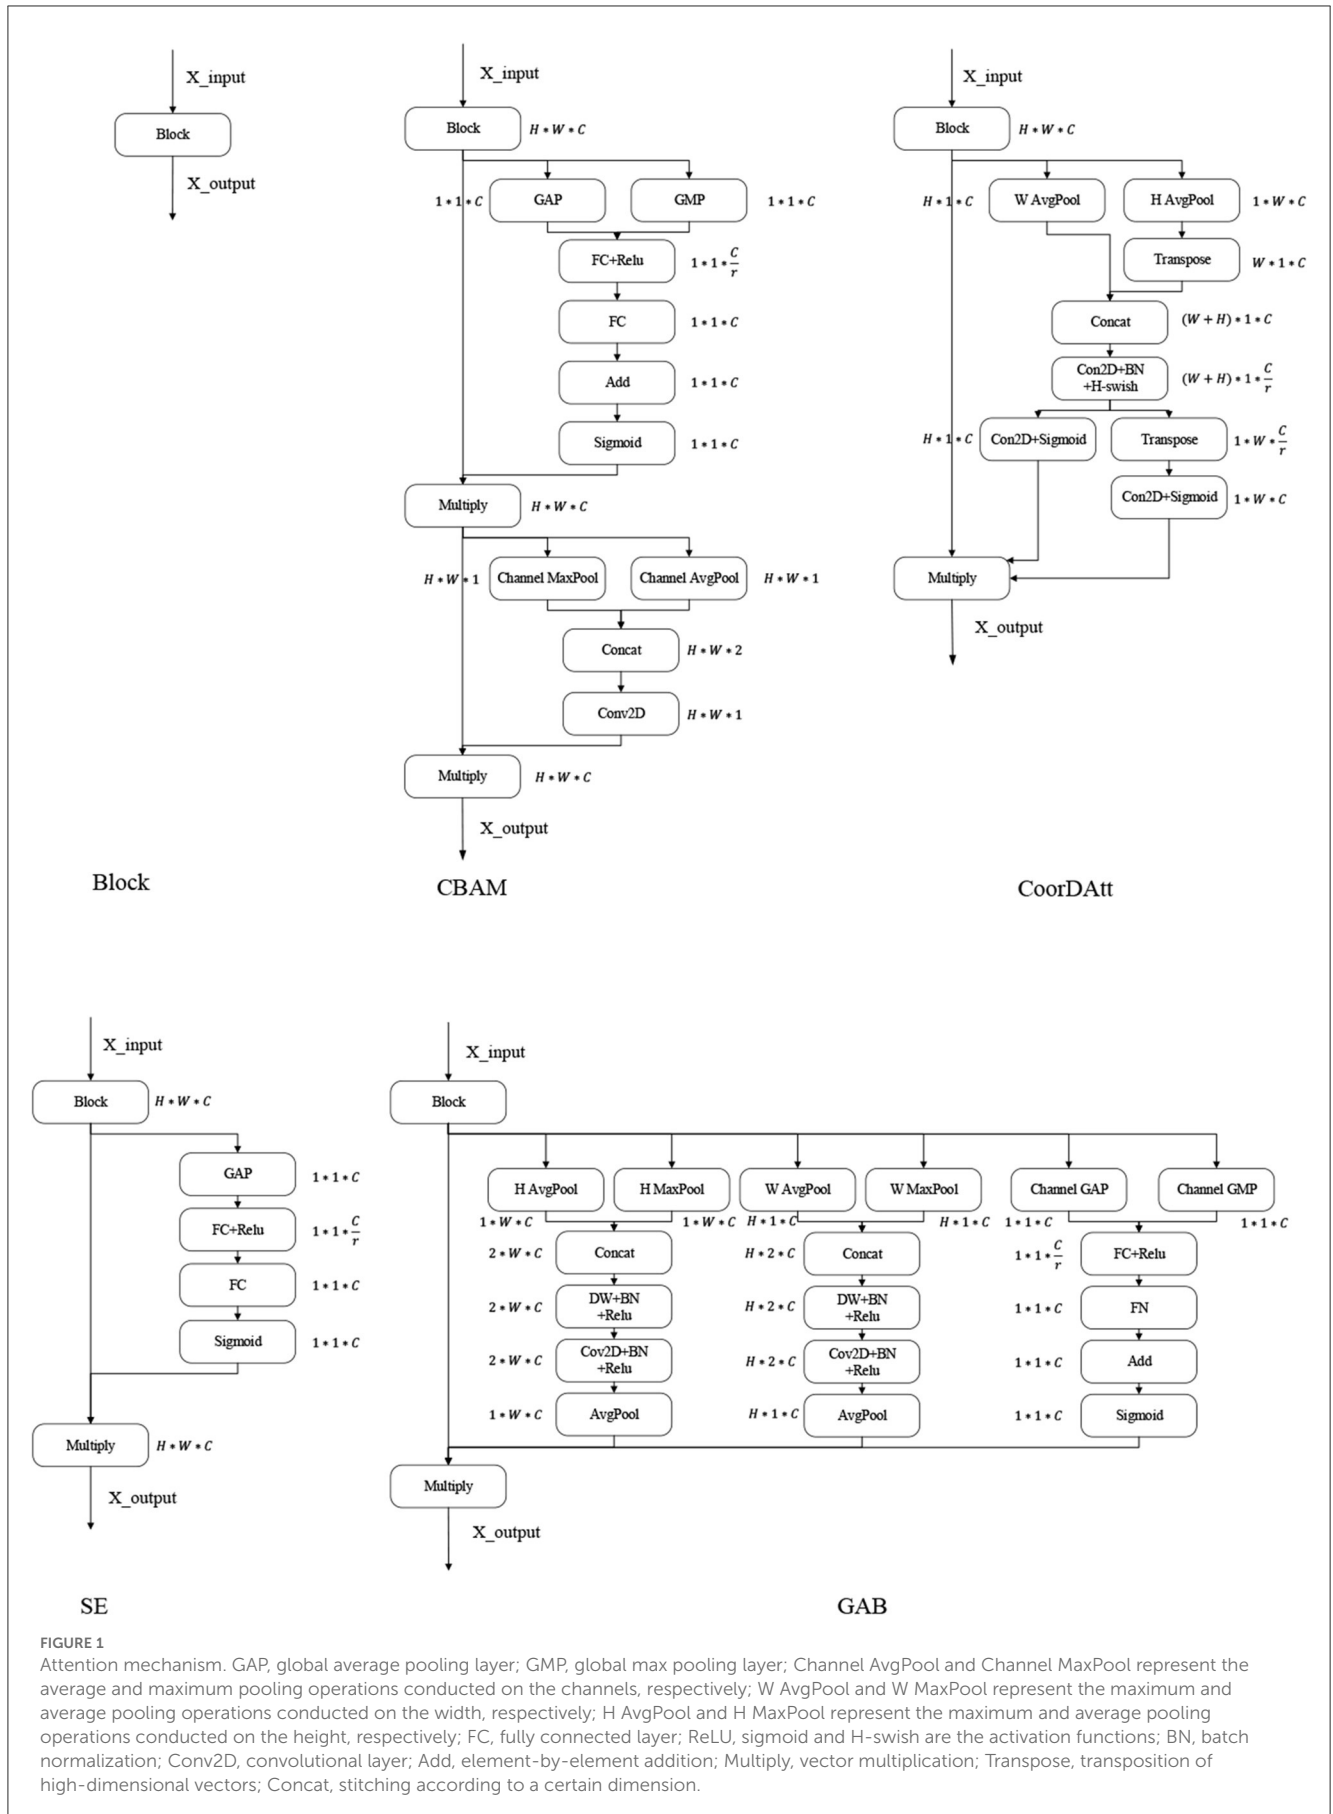 X_input
Block
X_output
Block
X_input
Block
H * W * C
1 * 1 * C
GAP
GMP
1 * 1 * C
FC+Relu
1 * 1 * C/r
FC
1 * 1 * C
Add
1 * 1 * C
Sigmoid
1 * 1 * C
Multiply
H * W * C
H * W * 1
Channel MaxPool
Channel AvgPool
H * W * 1
Concat
H * W * 2
Conv2D
H * W * 1
Multiply
H * W * C
X_output
CBAM
X_input
Block
H * W * C
H * 1 * C
W AvgPool
H AvgPool
1 * W * C
Transpose
W * 1 * C
Concat
(W + H) * 1 * C
Con2D+BN
+H-swish
(W + H) * 1 * C/r
H * 1 * C
Con2D+Sigmoid
Transpose
1 * W * C/r
Con2D+Sigmoid
1 * W * C
Multiply
X_output
CoorDAtt
X_input
Block
H * W * C
GAP
1 * 1 * C
FC+Relu
1 * 1 * C/r
FC
1 * 1 * C
Sigmoid
1 * 1 * C
Multiply
H * W * C
X_output
SE
X_input
Block
H AvgPool
H MaxPool
W AvgPool
W MaxPool
Channel GAP
Channel GMP
1 * W * C
1 * W * C
H * 1 * C
H * 1 * C
1 * 1 * C
1 * 1 * C
2 * W * C
Concat
H * 2 * C
Concat
1 * 1 * C/r
FC+Relu
2 * W * C
DW+BN
+Relu
H * 2 * C
DW+BN
+Relu
1 * 1 * C
FN
2 * W * C
Cov2D+BN
+Relu
H * 2 * C
Cov2D+BN
+Relu
1 * 1 * C
Add
1 * W * C
AvgPool
H * 1 * C
AvgPool
1 * 1 * C
Sigmoid
Multiply
X_output
GAB
FIGURE 1
Attention mechanism. GAP, global average pooling layer; GMP, global max pooling layer; Channel AvgPool and Channel MaxPool represent the
average and maximum pooling operations conducted on the channels, respectively; W AvgPool and W MaxPool represent the maximum and
average pooling operations conducted on the width, respectively; H AvgPool and H MaxPool represent the maximum and average pooling
operations conducted on the height, respectively; FC, fully connected layer; ReLU, sigmoid and H-swish are the activation functions; BN, batch
normalization; Conv2D, convolutional layer; Add, element-by-element addition; Multiply, vector multiplication; Transpose, transposition of
high-dimensional vectors; Concat, stitching according to a certain dimension.